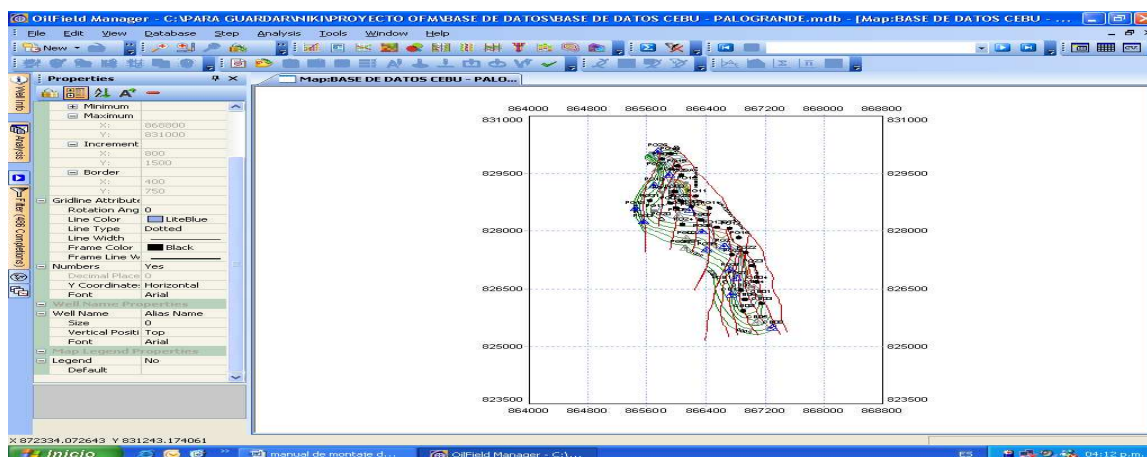 OilField Manager - C:\PARA GUARDAR\NIKI\PROYECTO OFM\BASE DE DATOS\BASE DE DATOS CEBU - PALOGRANDE.mdb - [Map:BASE DE DATOS CEBU - ...
File Edit View Database Step Analysis Tools Window Help
New
Properties
Map:BASE DE DATOS CEBU - PALO...
Well Info
Analysis
Filter (496 Completions)
Minimum
Maximum
X: 868800
Y: 831000
Increment
X: 800
Y: 1500
Border
X: 400
Y: 750
Gridline Attribute
Rotation Ang 0
Line Color LiteBlue
Line Type Dotted
Line Width
Frame Color Black
Frame Line W
Numbers Yes
Decimal Place 0
Y Coordinate: Horizontal
Font Arial
Well Name Properties
Well Name Alias Name
Size 0
Vertical Positi Top
Font Arial
Map Legend Properties
Legend No
Default
864000 864800 865600 866400 867200 868000 868800
831000 831000
829500 829500
828000 828000
826500 826500
825000 825000
823500 823500
864000 864800 865600 866400 867200 868000 868800
X 872334.072643 Y 831243.174061
Inicio manual de montate d... OilField Manager - C:\... ES 04:12 p.m.